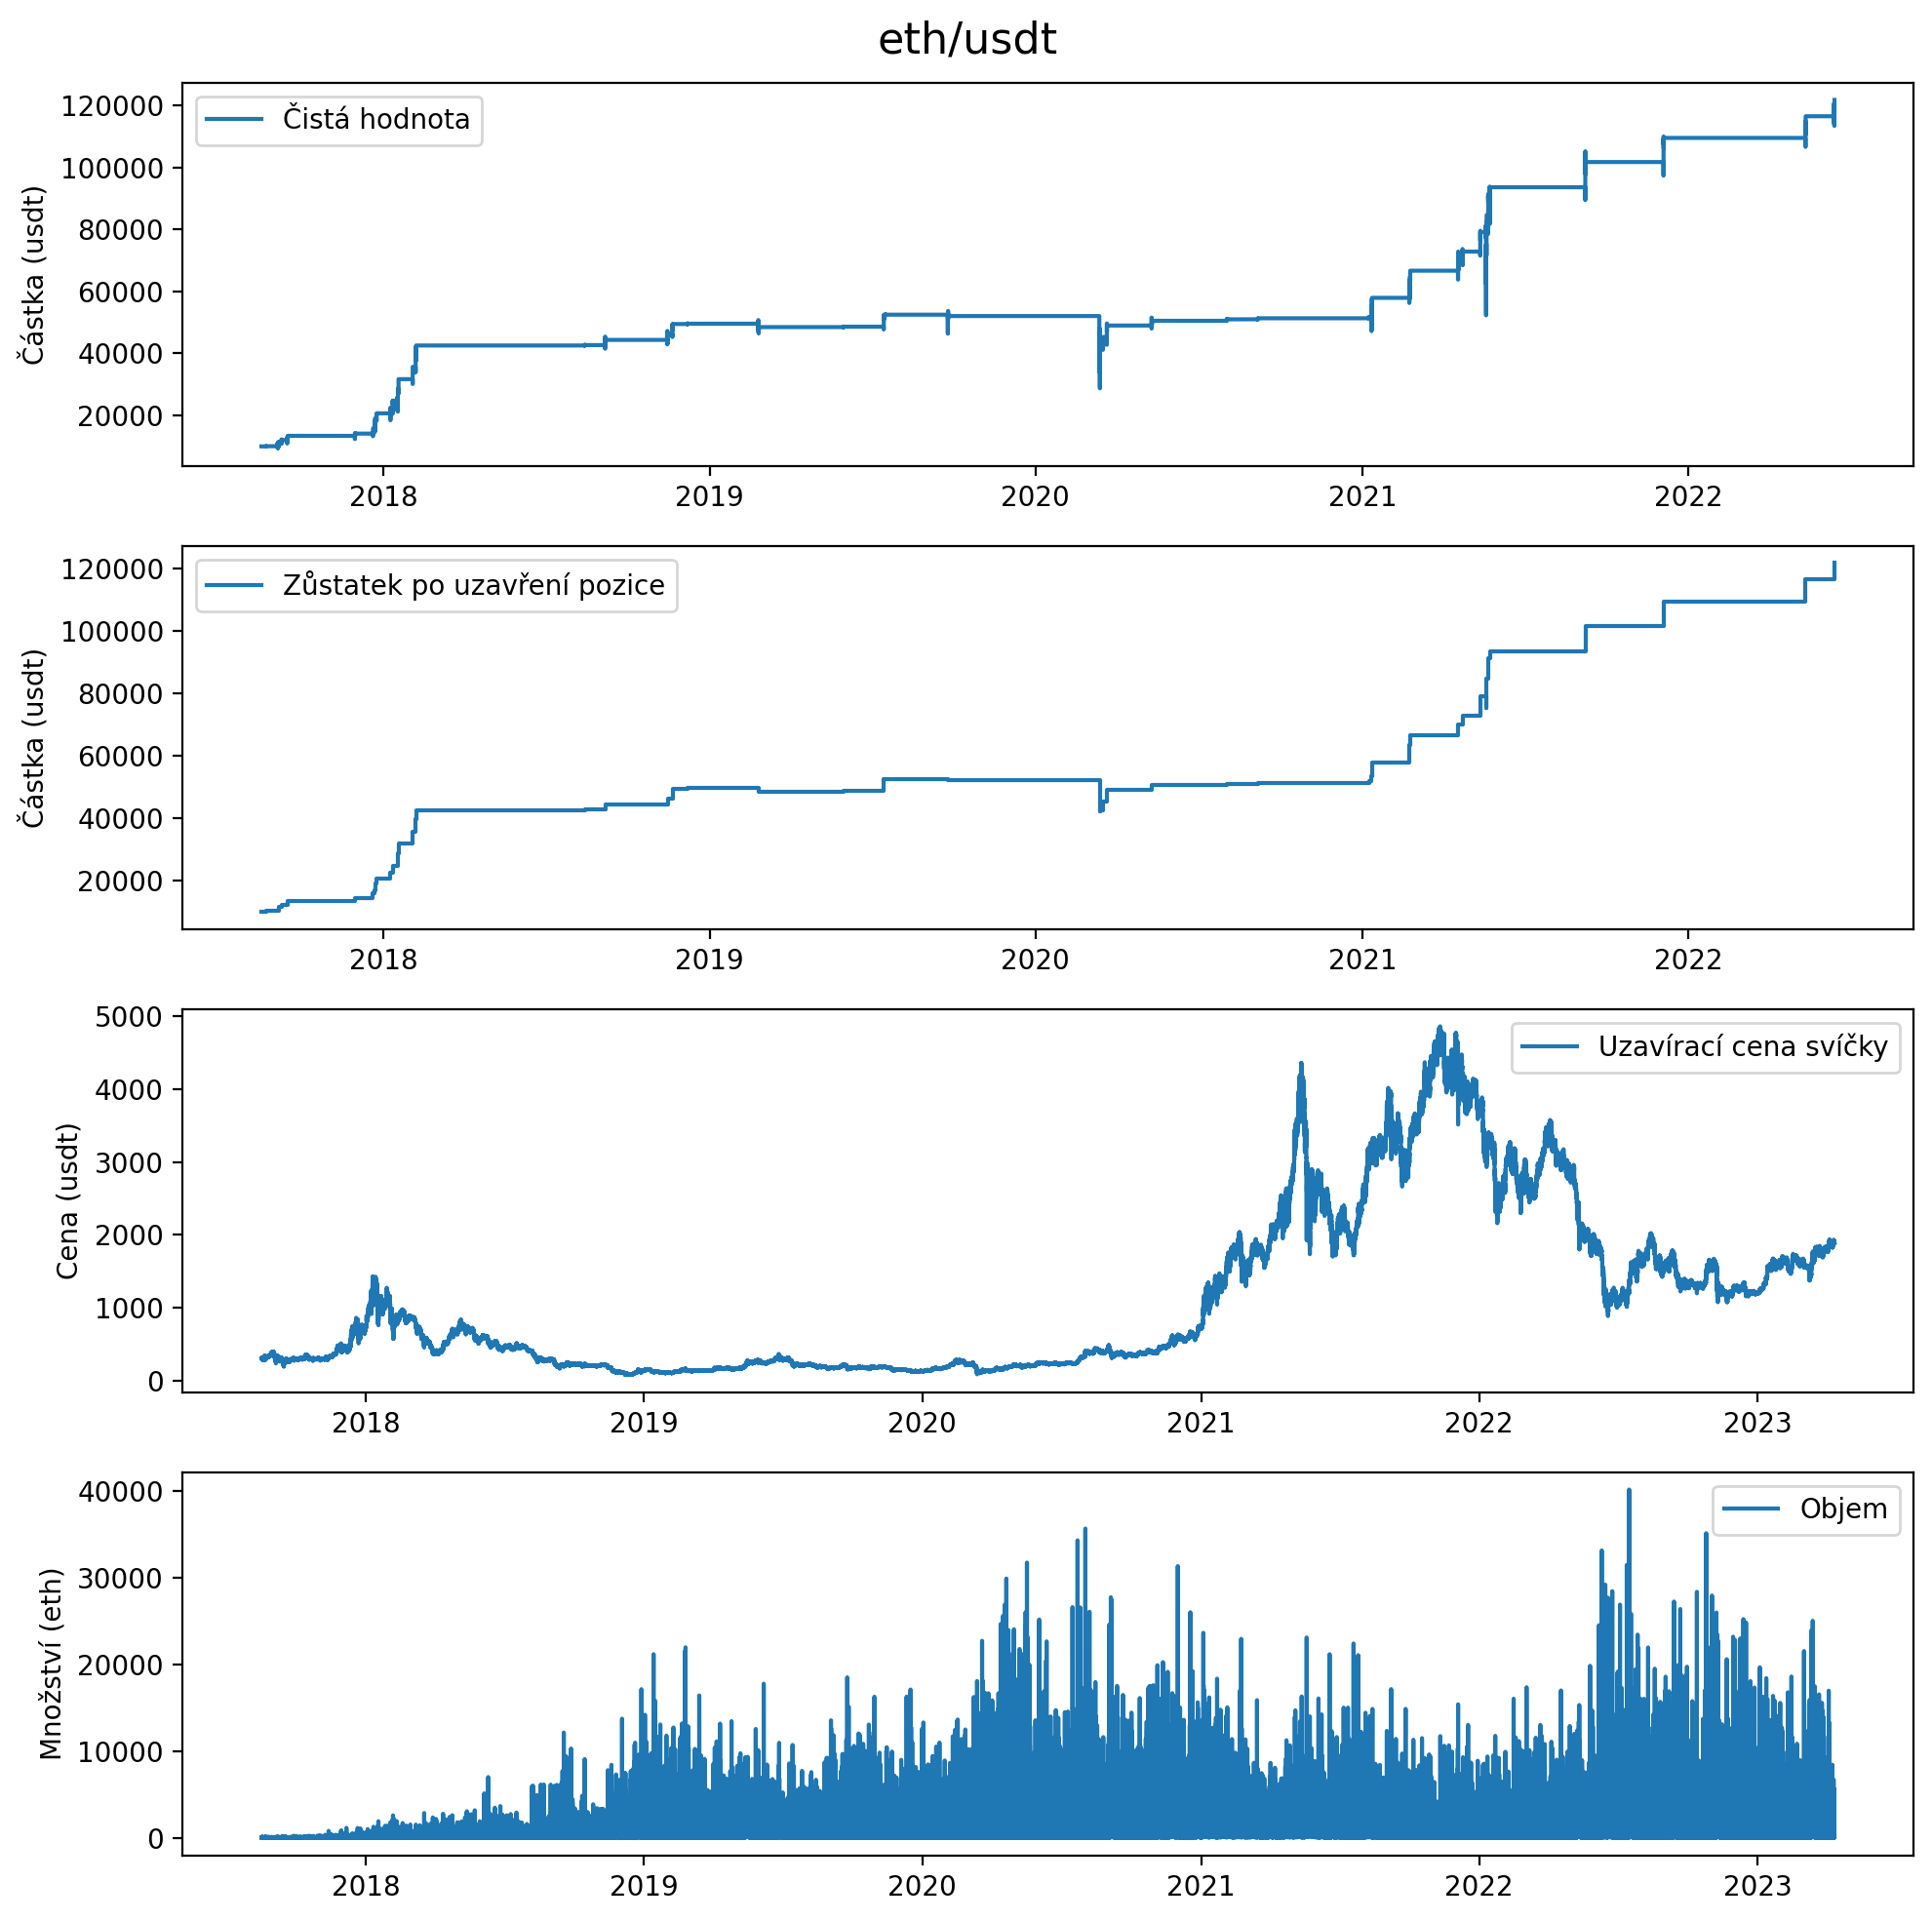 eth/usdt
Částka (usdt)
120000
100000
80000
60000
40000
20000
Čistá hodnota
2018 2019 2020 2021 2022
Částka (usdt)
120000
100000
80000
60000
40000
20000
Zůstatek po uzavření pozice
2018 2019 2020 2021 2022
Cena (usdt)
5000
4000
3000
2000
1000
0
Uzavírací cena svíčky
2018 2019 2020 2021 2022 2023
Množství (eth)
40000
30000
20000
10000
0
Objem
2018 2019 2020 2021 2022 2023